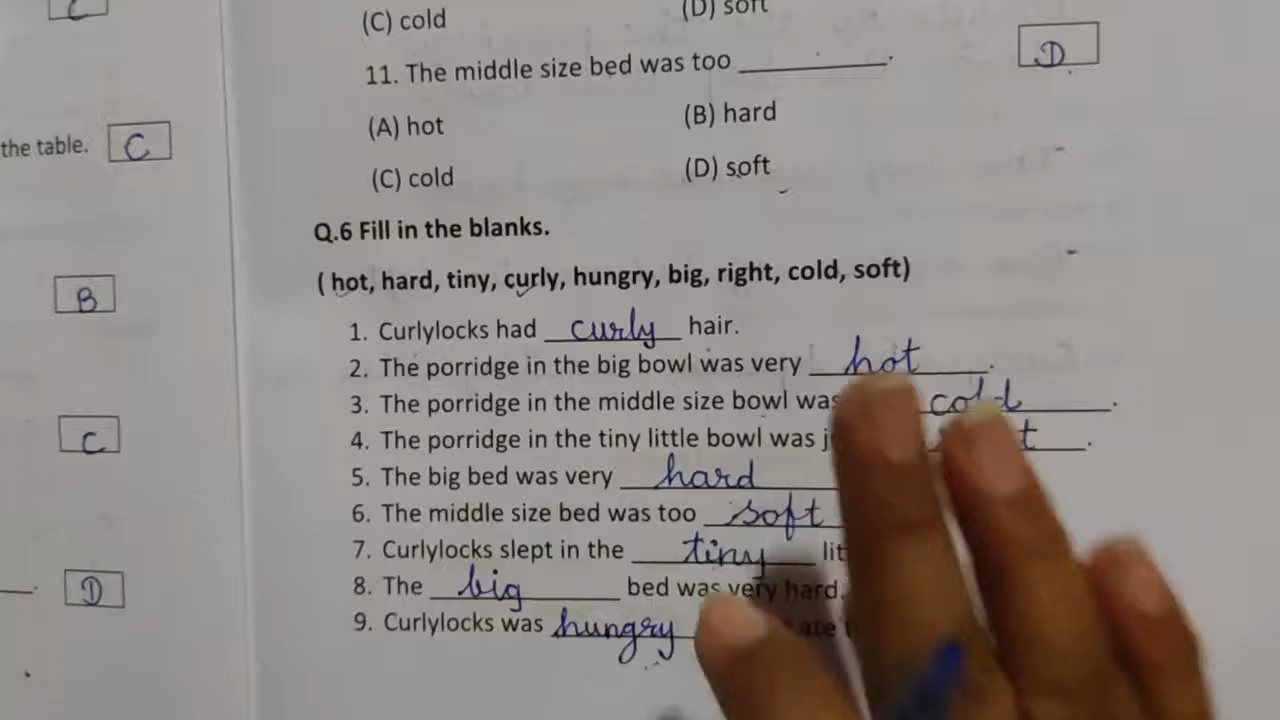 C
(C) cold (D) soft
11. The middle size bed was too ________. D
(A) hot (B) hard
the table. C
(C) cold (D) soft
Q.6 Fill in the blanks.
( hot, hard, tiny, curly, hungry, big, right, cold, soft)
B
1. Curlylocks had curly hair.
2. The porridge in the big bowl was very hot.
3. The porridge in the middle size bowl was cold.
4. The porridge in the tiny little bowl was
C
5. The big bed was very hard
6. The middle size bed was too soft
7. Curlylocks slept in the tiny
8. The big bed was very hard.
D
9. Curlylocks was hungry ate